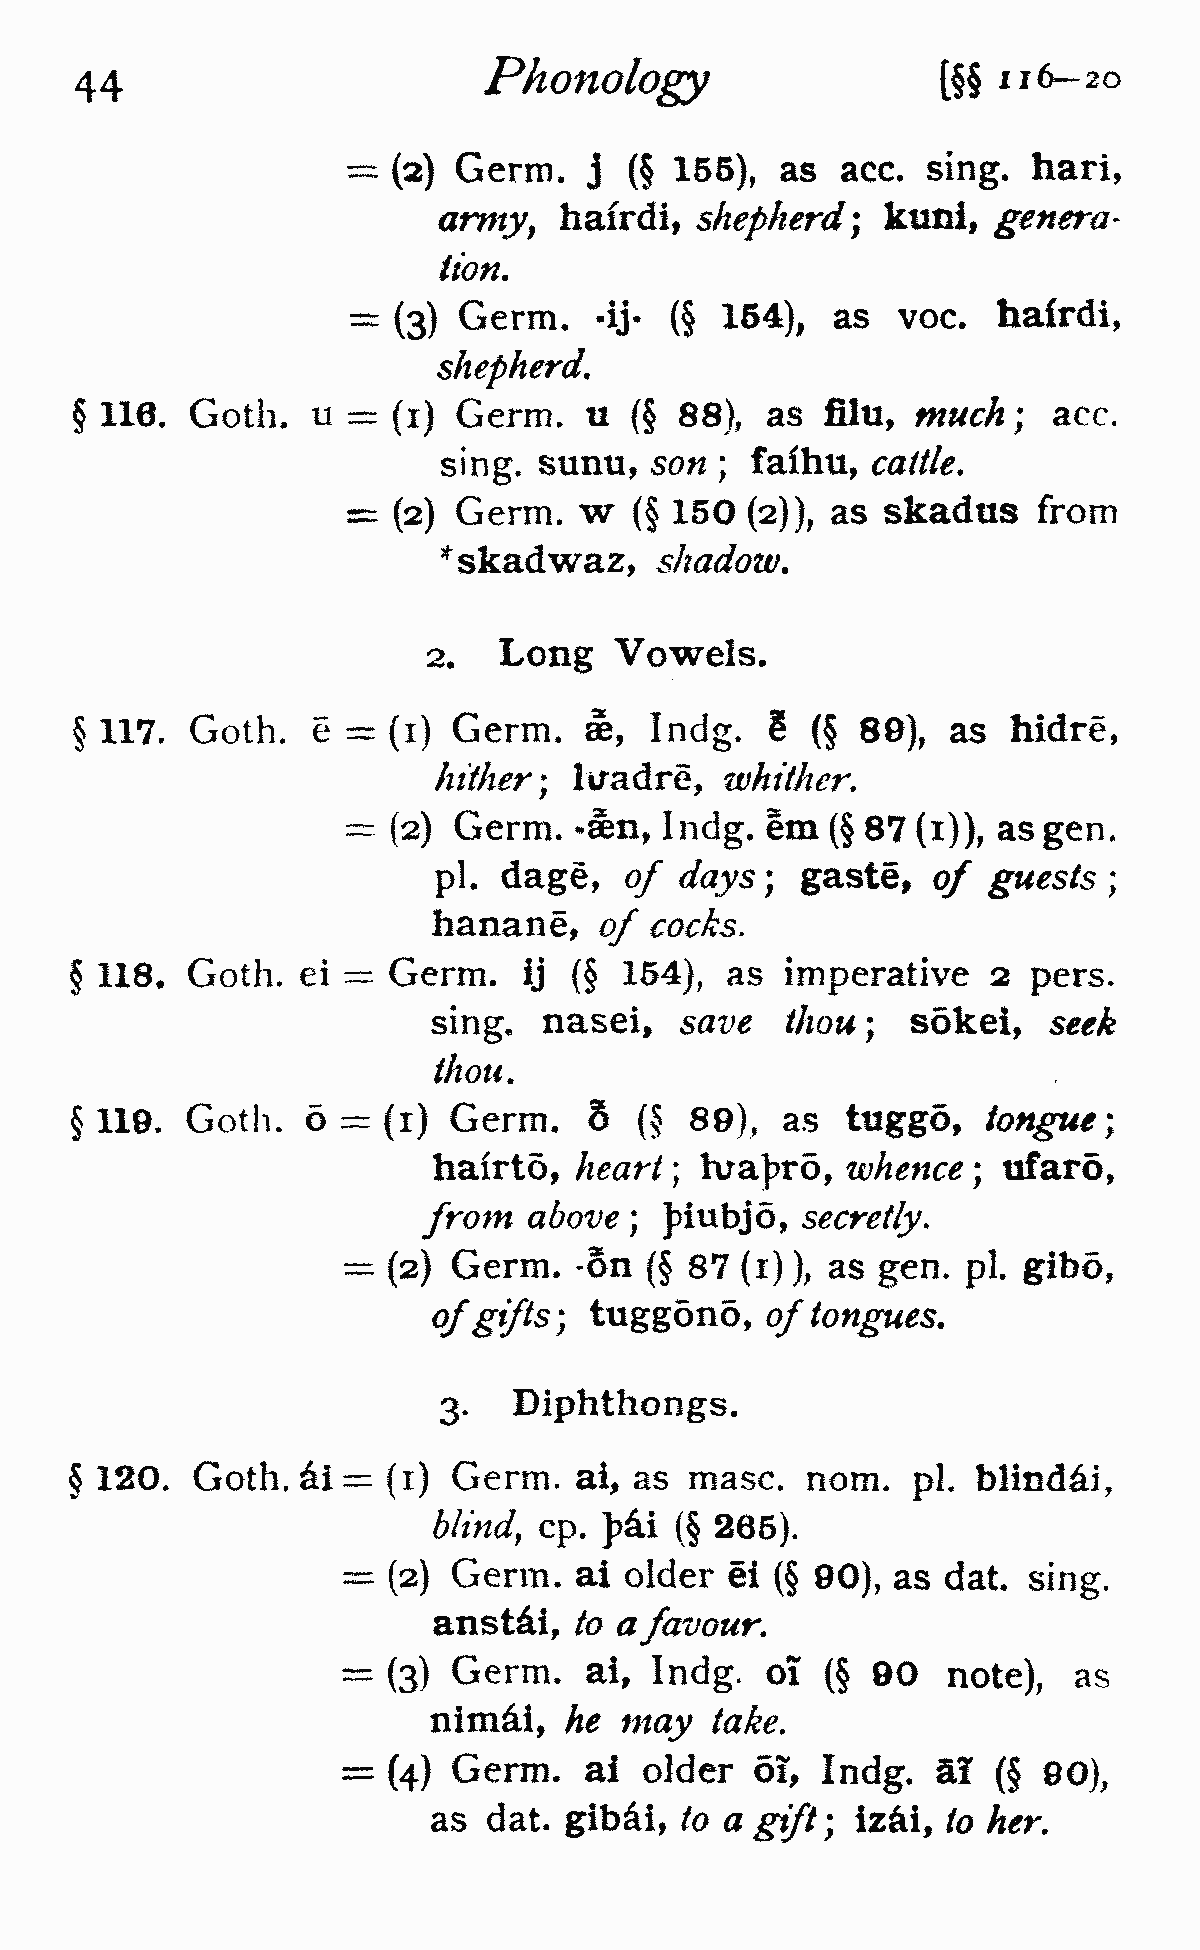 44 Phonology [§§ 116—20
= (2) Germ. j (§ 155), as acc. sing. hari,
army, haírdi, shepherd; kuni, genera-
tion.
= (3) Germ. -ij- (§ 154), as voc. haírdi,
shepherd.
§ 116. Goth. u = (1) Germ. u (§ 88), as filu, much; acc.
sing. sunu, son; faíhu, cattle.
= (2) Germ. w (§ 150 (2)), as skadus from
*skadwaz, shadow.
2. Long Vowels.
§ 117. Goth. ē = (1) Germ. ǣ̃, Indg. ē̃ (§ 89), as hidrē,
hither; ƕadrē, whither.
= (2) Germ. -ǣ̃n, Indg. ē̃m (§ 87 (1)), as gen.
pl. dagē, of days; gastē, of guests;
hananē, of cocks.
§ 118. Goth. ei = Germ. ij (§ 154), as imperative 2 pers.
sing. nasei, save thou; sōkei, seek
thou.
§ 119. Goth. ō = (1) Germ. ō̃ (§ 89), as tuggō, tongue;
haírtō, heart; ƕaþrō, whence; ufarō,
from above; þiubjō, secretly.
= (2) Germ. -ō̃n (§ 87 (1)), as gen. pl. gibō,
of gifts; tuggōnō, of tongues.
3. Diphthongs.
§ 120. Goth. ái = (1) Germ. ai, as masc. nom. pl. blindái,
blind, cp. þái (§ 265).
= (2) Germ. ai older ēi (§ 90), as dat. sing.
anstái, to a favour.
= (3) Germ. ai, Indg. oĩ (§ 90 note), as
nimái, he may take.
= (4) Germ. ai older ōĩ, Indg. āĩ (§ 90),
as dat. gibái, to a gift; izái, to her.